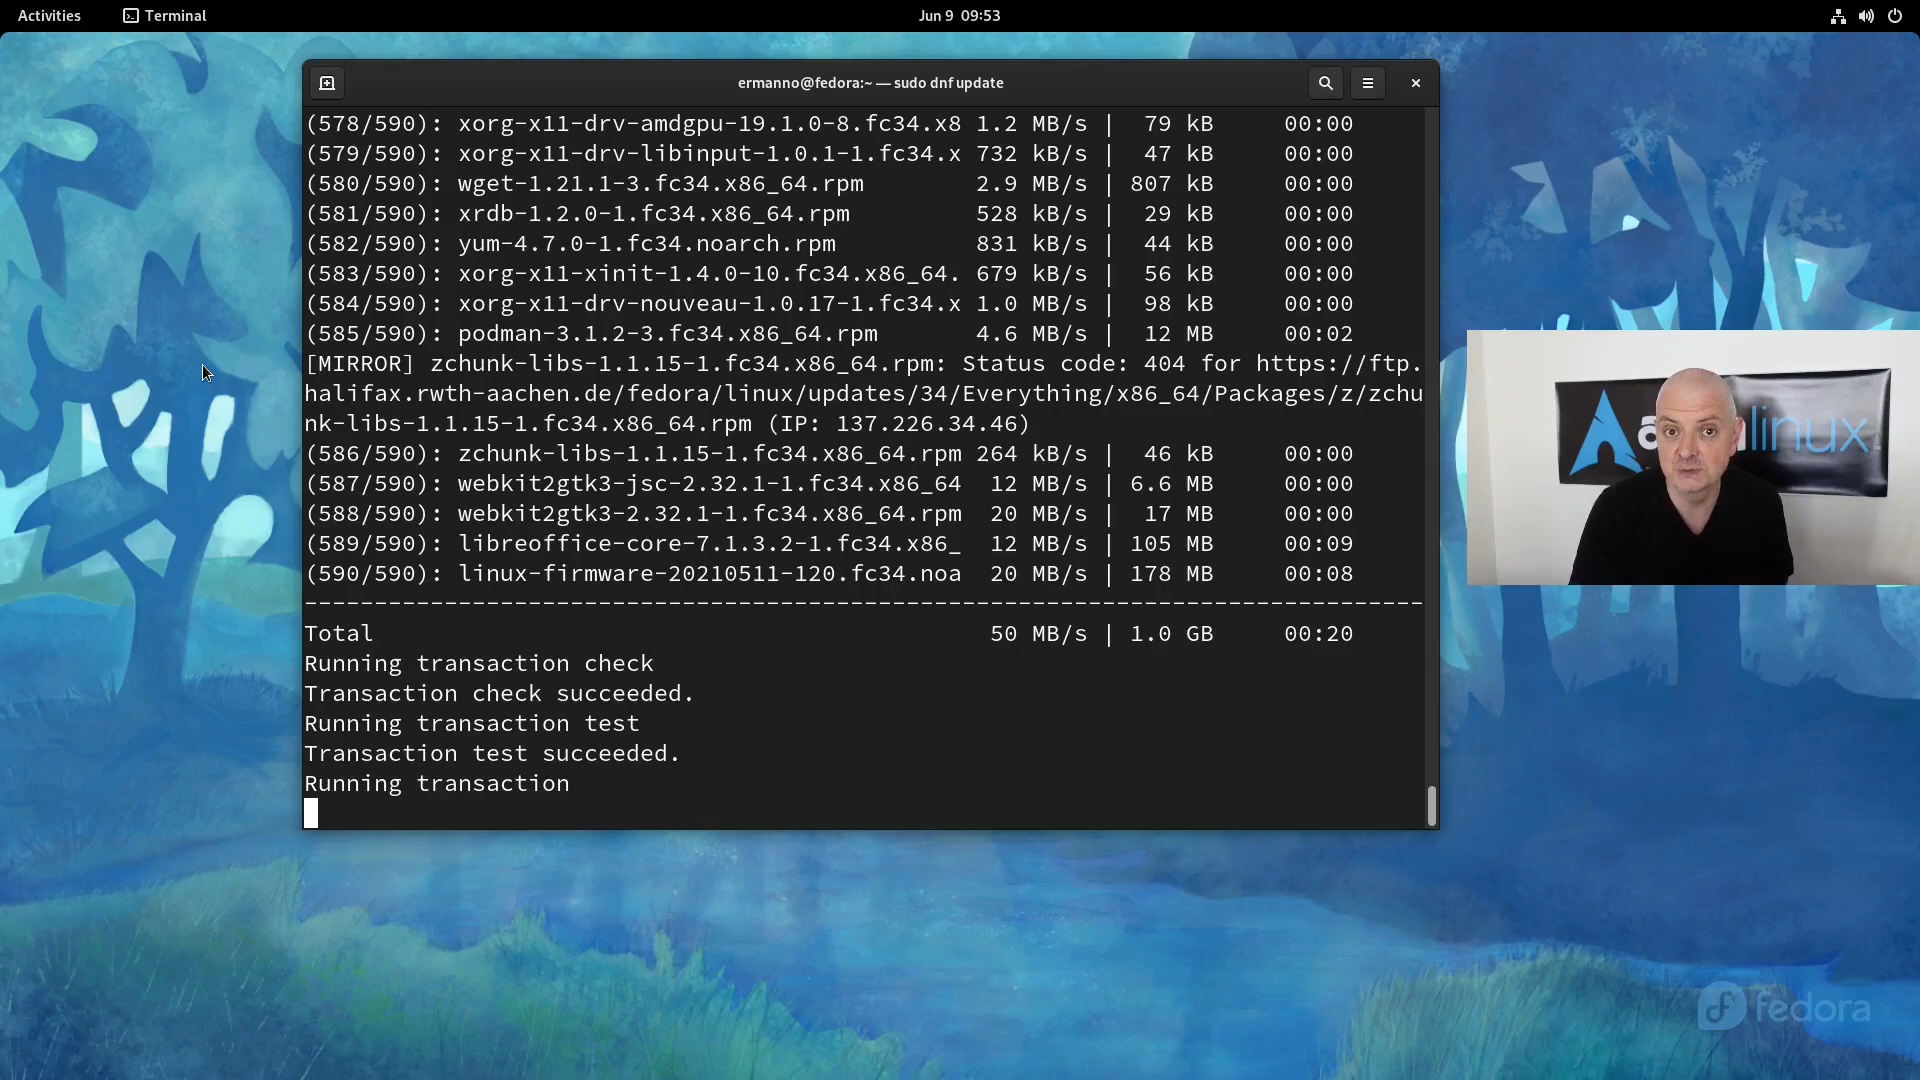 Activities Terminal Jun 9 09:53
ermanno@fedora:~ — sudo dnf update
(578/590): xorg-x11-drv-amdgpu-19.1.0-8.fc34.x8 1.2 MB/s | 79 kB 00:00
(579/590): xorg-x11-drv-libinput-1.0.1-1.fc34.x 732 kB/s | 47 kB 00:00
(580/590): wget-1.21.1-3.fc34.x86_64.rpm 2.9 MB/s | 807 kB 00:00
(581/590): xrdb-1.2.0-1.fc34.x86_64.rpm 528 kB/s | 29 kB 00:00
(582/590): yum-4.7.0-1.fc34.noarch.rpm 831 kB/s | 44 kB 00:00
(583/590): xorg-x11-xinit-1.4.0-10.fc34.x86_64. 679 kB/s | 56 kB 00:00
(584/590): xorg-x11-drv-nouveau-1.0.17-1.fc34.x 1.0 MB/s | 98 kB 00:00
(585/590): podman-3.1.2-3.fc34.x86_64.rpm 4.6 MB/s | 12 MB 00:02
[MIRROR] zchunk-libs-1.1.15-1.fc34.x86_64.rpm: Status code: 404 for https://ftp.
halifax.rwth-aachen.de/fedora/linux/updates/34/Everything/x86_64/Packages/z/zchu
nk-libs-1.1.15-1.fc34.x86_64.rpm (IP: 137.226.34.46)
(586/590): zchunk-libs-1.1.15-1.fc34.x86_64.rpm 264 kB/s | 46 kB 00:00
(587/590): webkit2gtk3-jsc-2.32.1-1.fc34.x86_64 12 MB/s | 6.6 MB 00:00
(588/590): webkit2gtk3-2.32.1-1.fc34.x86_64.rpm 20 MB/s | 17 MB 00:00
(589/590): libreoffice-core-7.1.3.2-1.fc34.x86_ 12 MB/s | 105 MB 00:09
(590/590): linux-firmware-20210511-120.fc34.noa 20 MB/s | 178 MB 00:08
--------------------------------------------------------------------------------
Total 50 MB/s | 1.0 GB 00:20
Running transaction check
Transaction check succeeded.
Running transaction test
Transaction test succeeded.
Running transaction
linux
fedora